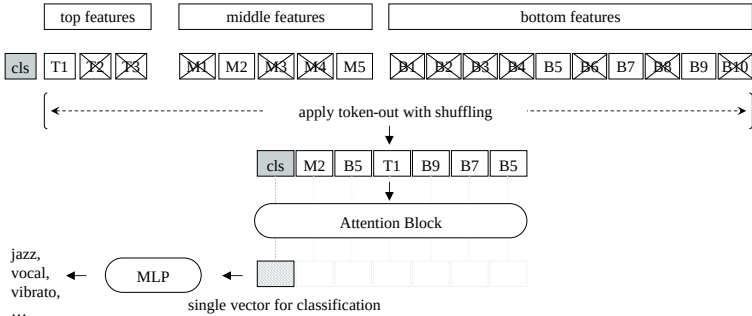 top features middle features bottom features
cls T1 T2 T3 M1 M2 M3 M4 M5 B1 B2 B3 B4 B5 B6 B7 B8 B9 B10
apply token-out with shuffling
cls M2 B5 T1 B9 B7 B5
Attention Block
jazz,
vocal,
vibrato,
...
MLP
single vector for classification